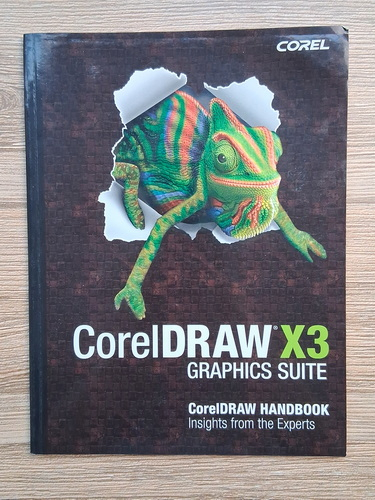 COREL
CorelDRAW® X3
GRAPHICS SUITE
CorelDRAW HANDBOOK
Insights from the Experts